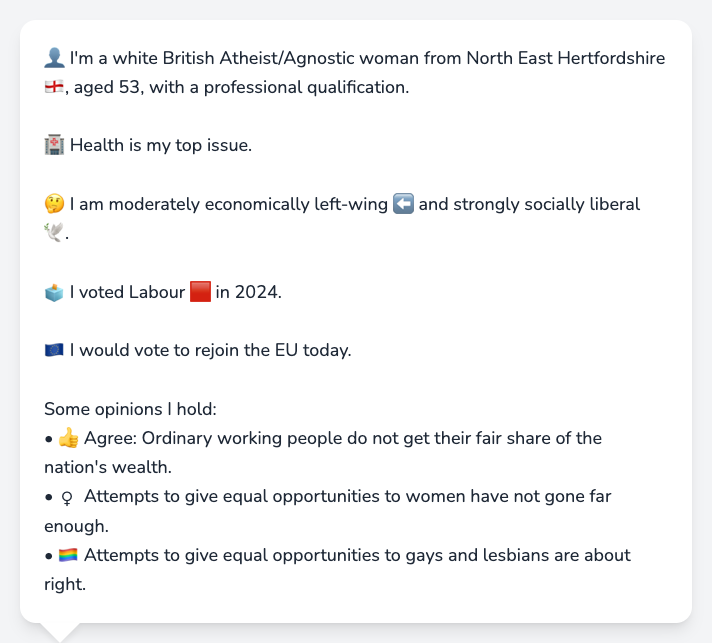 👤 I'm a white British Atheist/Agnostic woman from North East Hertfordshire
🏴󠁧󠁢󠁥󠁮󠁧󠁿, aged 53, with a professional qualification.
🏥 Health is my top issue.
🤔 I am moderately economically left-wing ⬅️ and strongly socially liberal
🕊️.
🗳️ I voted Labour 🟥 in 2024.
🇪🇺 I would vote to rejoin the EU today.
Some opinions I hold:
• 👍 Agree: Ordinary working people do not get their fair share of the
nation's wealth.
• ♀ Attempts to give equal opportunities to women have not gone far
enough.
• 🏳️‍🌈 Attempts to give equal opportunities to gays and lesbians are about
right.